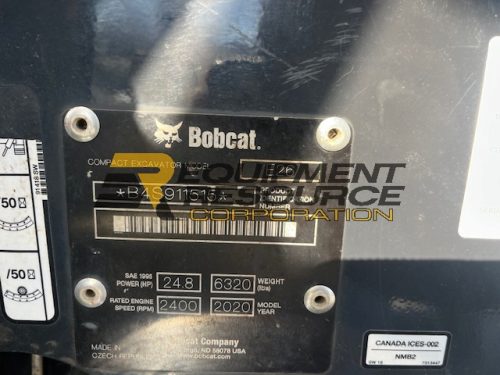 Bobcat.
COMPACT EXCAVATOR MODEL E26
*B4S911515*
PRODUCT IDENTIFICATION NUMBER
EQUIPMENT
RESOURCE
CORPORATION
SAE 1995 POWER (HP) 24.8 6320 WEIGHT (lbs)
RATED ENGINE SPEED (RPM) 2400 2020 MODEL YEAR
MADE IN
CZECH REPUBLIC
Bobcat Company
ND 58078 USA
www.bobcat.com
/50
/50
CANADA ICES-002
NMB2